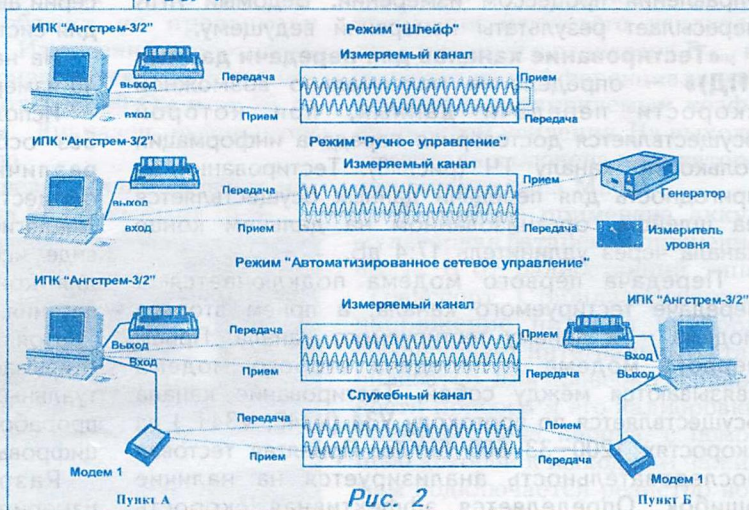 ИПК "Ангстрем-3/2"
Режим "Шлейф"
Измеряемый канал
выход
Передача
Прием
вход
Прием
Передача
ИПК "Ангстрем-3/2"
Режим "Ручное управление"
Измеряемый канал
выход
Передача
Прием
вход
Прием
Передача
Генератор
Измеритель
уровня
Режим "Автоматизированное сетевое управление"
ИПК "Ангстрем-3/2"
ИПК "Ангстрем-3/2"
Измеряемый канал
Передача
Прием
Выход
Вход
Вход
Выход
Прием
Передача
Служебный канал
Передача
Прием
Прием
Передача
Модем 1
Модем 1
Пункт А
Рис. 2
Пункт Б